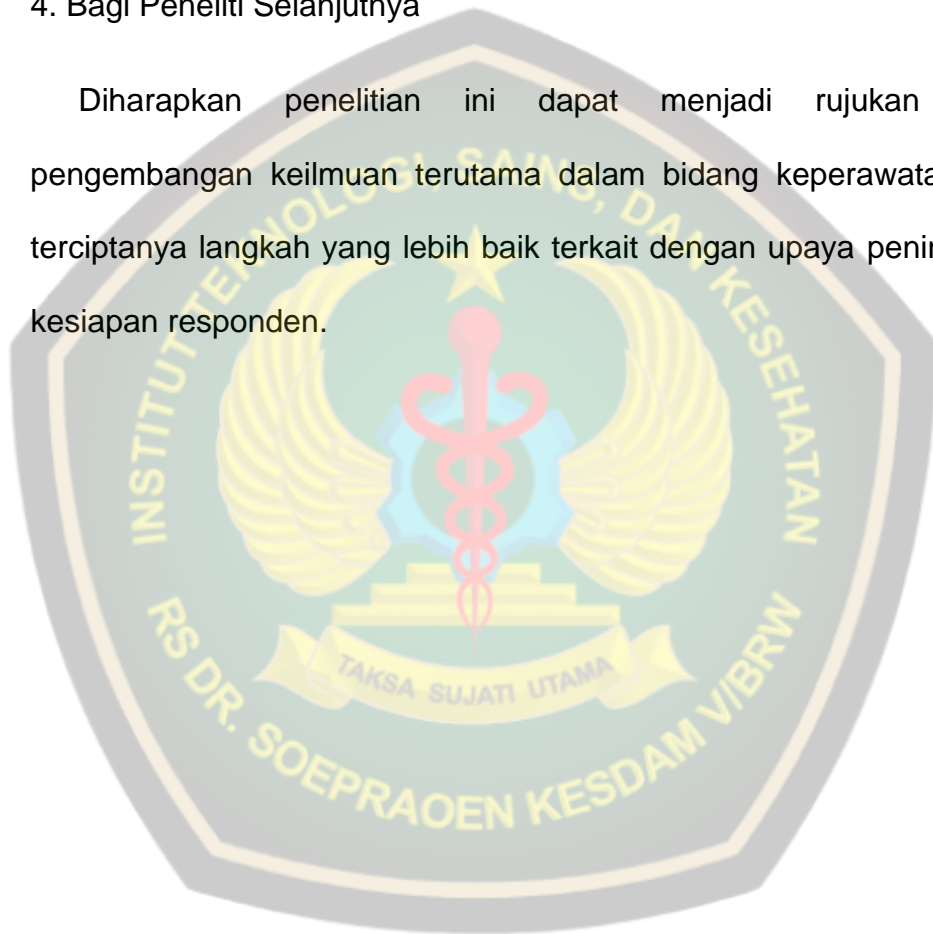 4. Bagi Peneliti Selanjutnya
Diharapkan penelitian ini dapat menjadi rujukan
pengembangan keilmuan terutama dalam bidang
terciptanya langkah yang lebih baik terkait dengan upaya
kesiapan responden.
INSTITUT TEKNOLOGI, SAINS, DAN KESEHATAN
TAKSA SUJATI UTAMA
RS DR. SOEPRAOEN KESDAM V/BRW